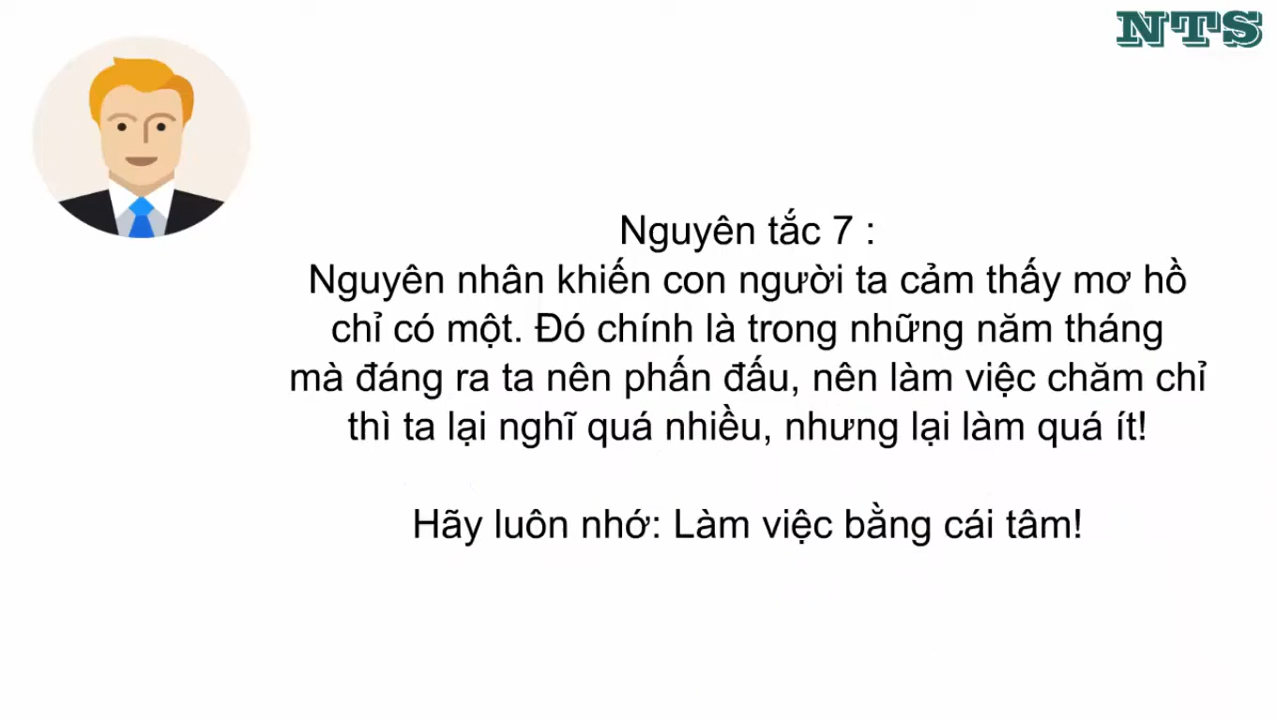 NTS
Nguyên tắc 7 :
Nguyên nhân khiến con người ta cảm thấy mơ hồ
chỉ có một. Đó chính là trong những năm tháng
mà đáng ra ta nên phấn đấu, nên làm việc chăm chỉ
thì ta lại nghĩ quá nhiều, nhưng lại làm quá ít!
Hãy luôn nhớ: Làm việc bằng cái tâm!